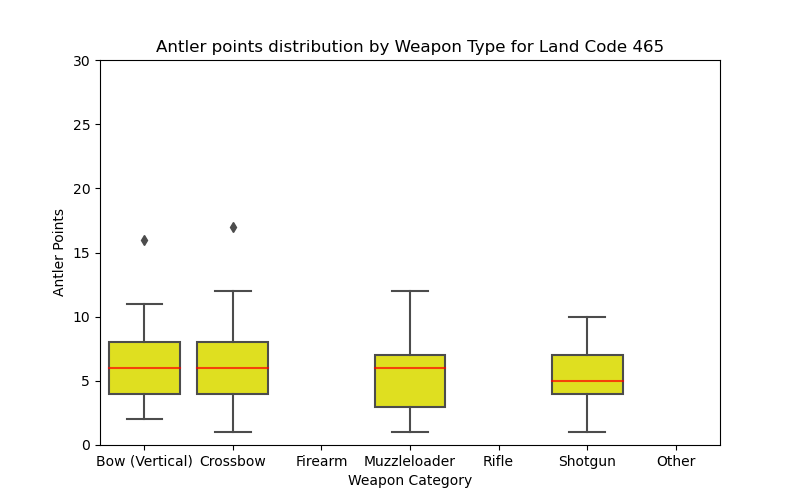 Antler points distribution by Weapon Type for Land Code 465
30
25
20
15
10
5
0
Antler Points
Bow (Vertical) Crossbow Firearm Muzzleloader Rifle Shotgun Other
Weapon Category